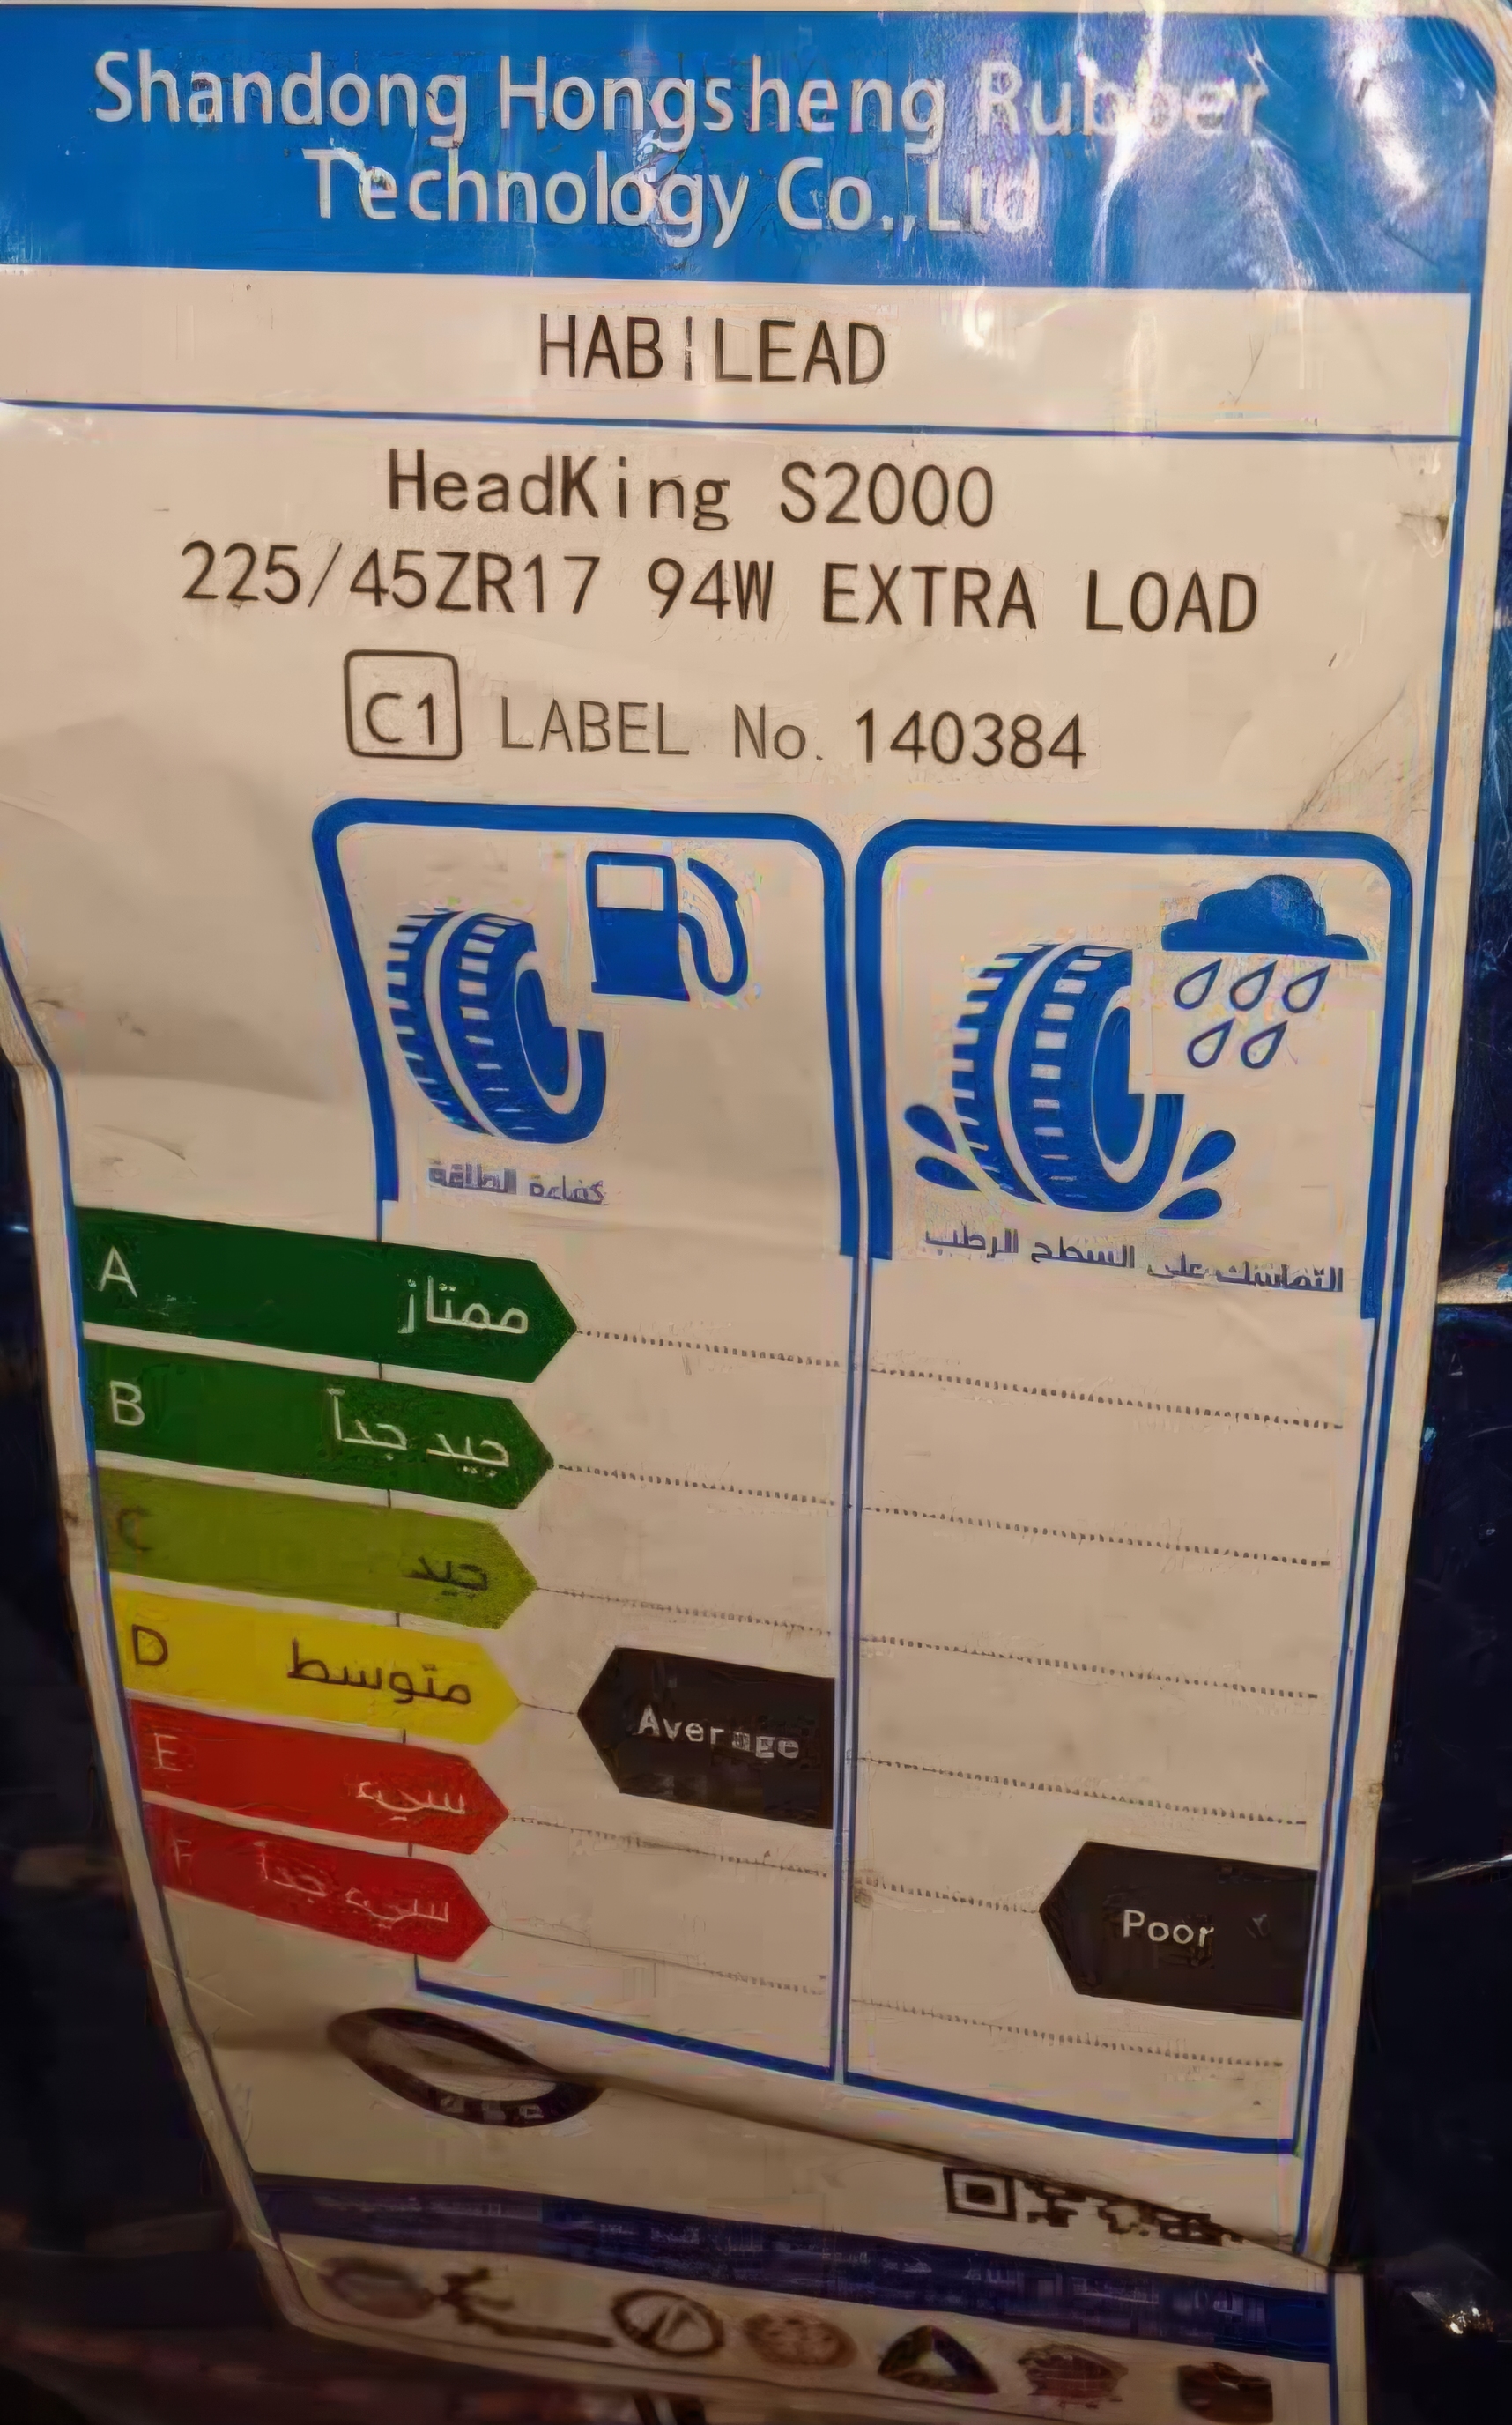 Shandong Hongsheng Rubber
Technology Co.,Ltd
HABILEAD
HeadKing S2000
225/45ZR17 94W EXTRA LOAD
C1 LABEL No. 140384
كفاءة الطاقة
التماسك على السطح الرطب
A ممتاز
B جيد جداً
C جيد
D متوسط
Average
E سيء
Poor
F سيء جداً